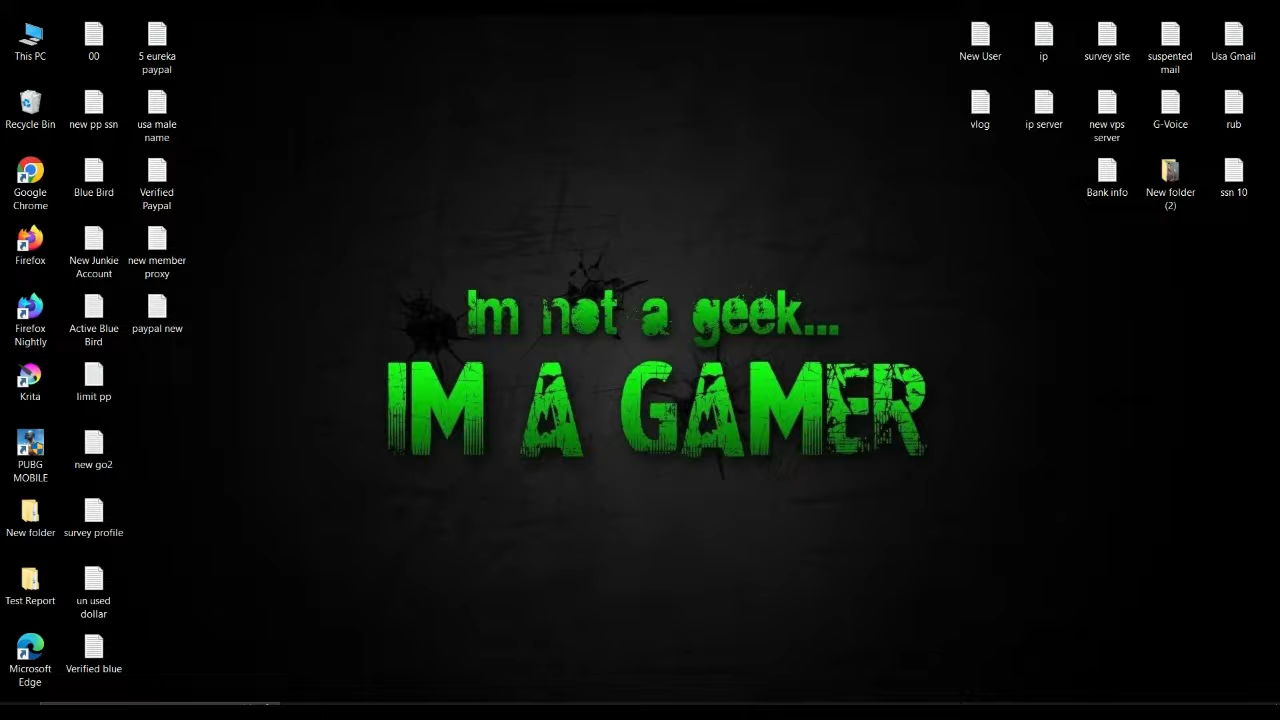 This PC
00
5 eureka
paypal
Recycle Bin
new pp ssn
usa male
name
Google
Chrome
Blue Bird
Verified
Paypal
Firefox
New Junkie
Account
new member
proxy
Firefox
Nightly
Active Blue
Bird
paypal new
Krita
limit pp
PUBG
MOBILE
new go2
New folder
survey profile
Test Report
un used
dollar
Microsoft
Edge
Verified blue
Im not a geek...
IM A GAMER
New User
ip
survey site
suspented
mail
Usa Gmail
vlog
ip server
new vps
server
G-Voice
rub
Bank info
New folder
(2)
ssn 10